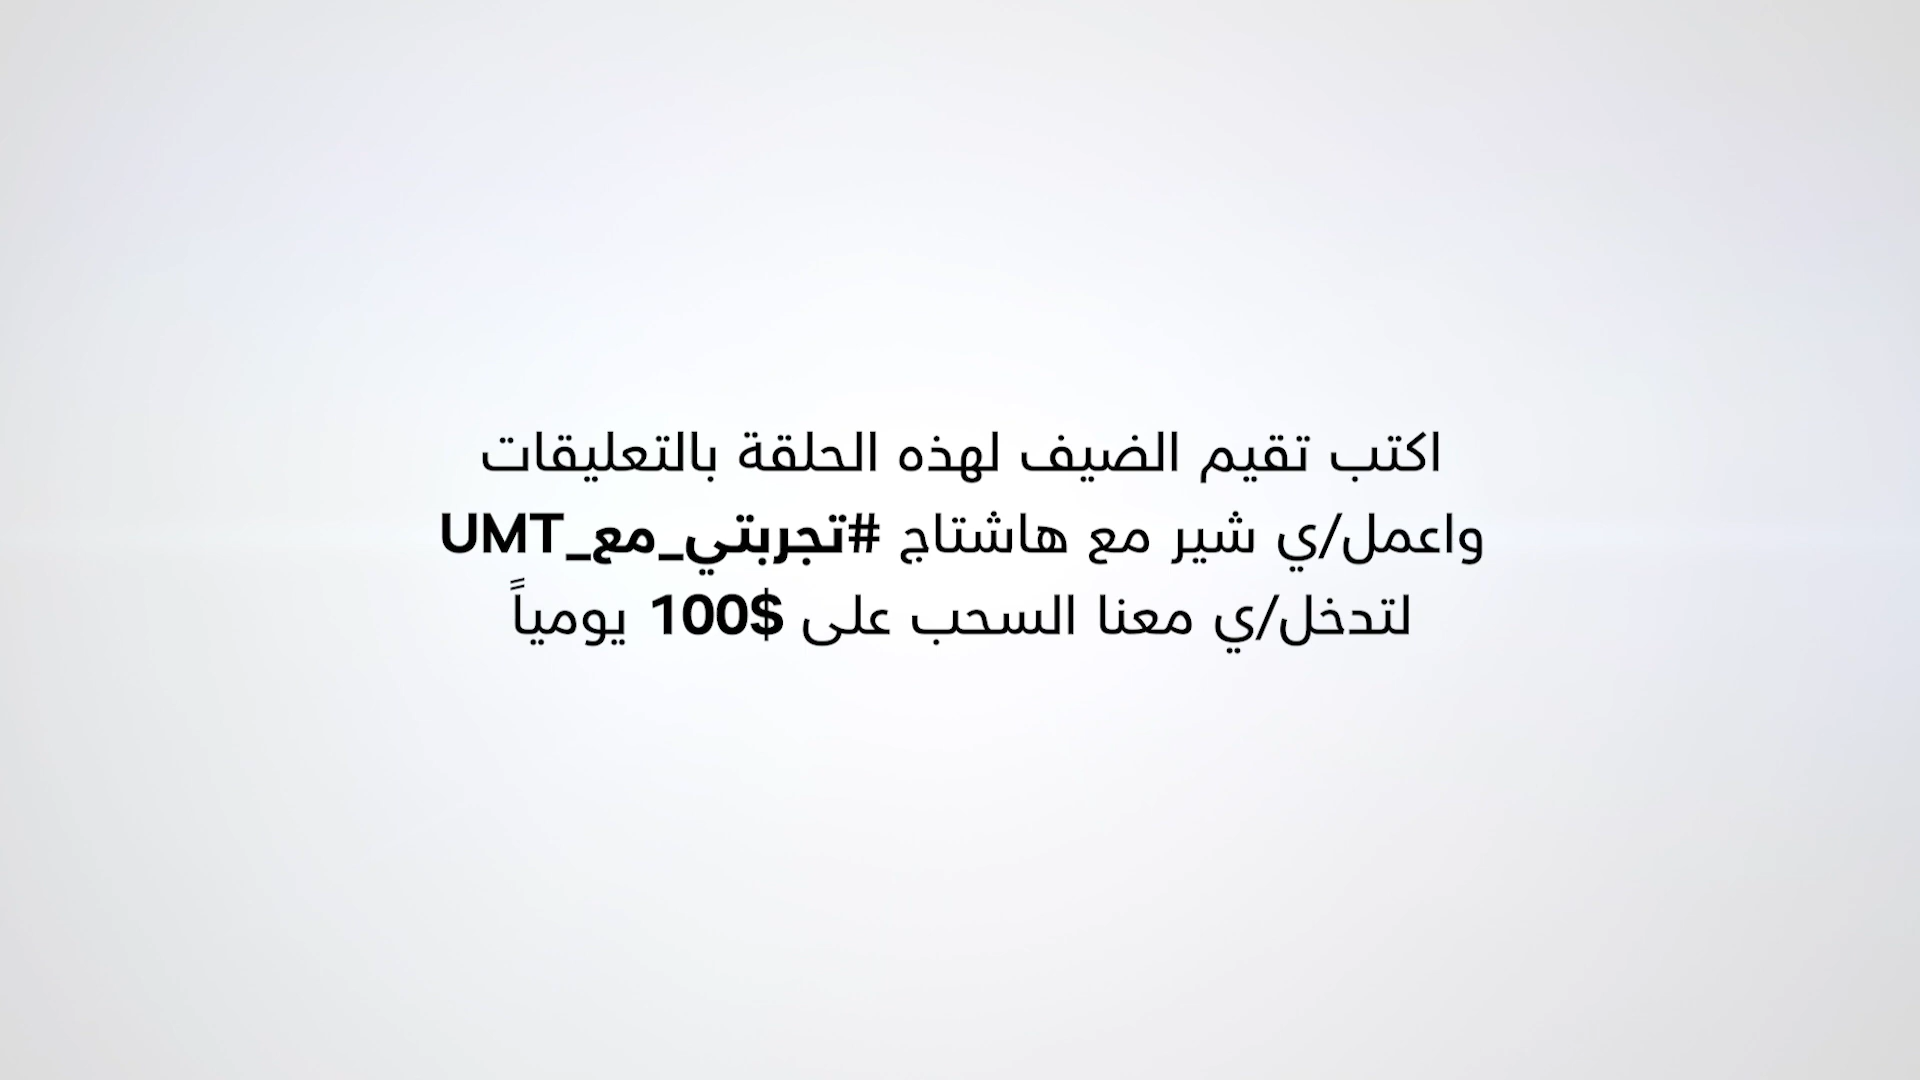 اكتب تقيم الضيف لهذه الحلقة بالتعليقات
واعمل/ي شير مع هاشتاج #تجربتي_مع_UMT
لتدخل/ي معنا السحب على $100 يومياً